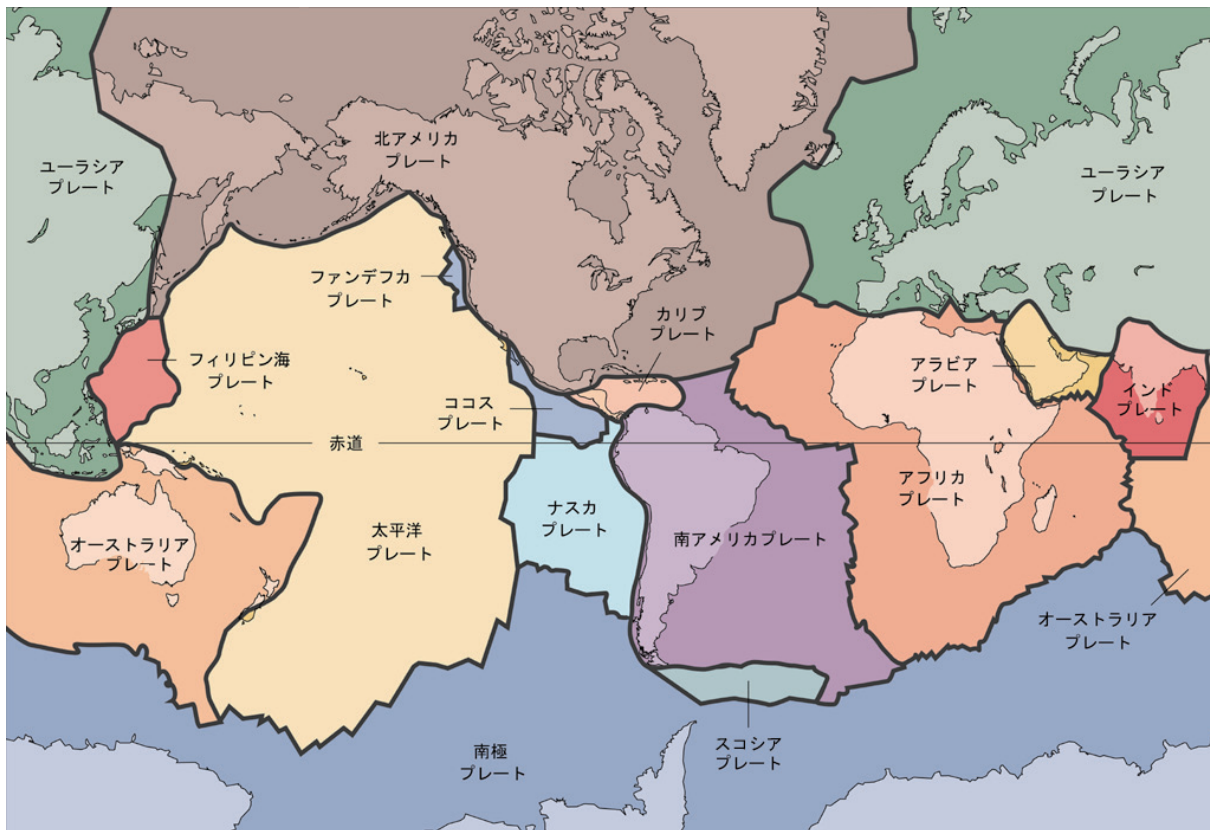 北アメリカ
プレート
ユーラシア
プレート
ユーラシア
プレート
ファンデフカ
プレート
カリブ
プレート
フィリピン海
プレート
アラビア
プレート
インド
プレート
ココス
プレート
赤道
アフリカ
プレート
ナスカ
プレート
太平洋
プレート
南アメリカプレート
オーストラリア
プレート
オーストラリア
プレート
スコシア
プレート
南極
プレート